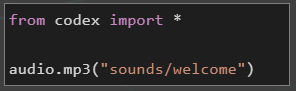 from codex import *
audio.mp3("sounds/welcome")